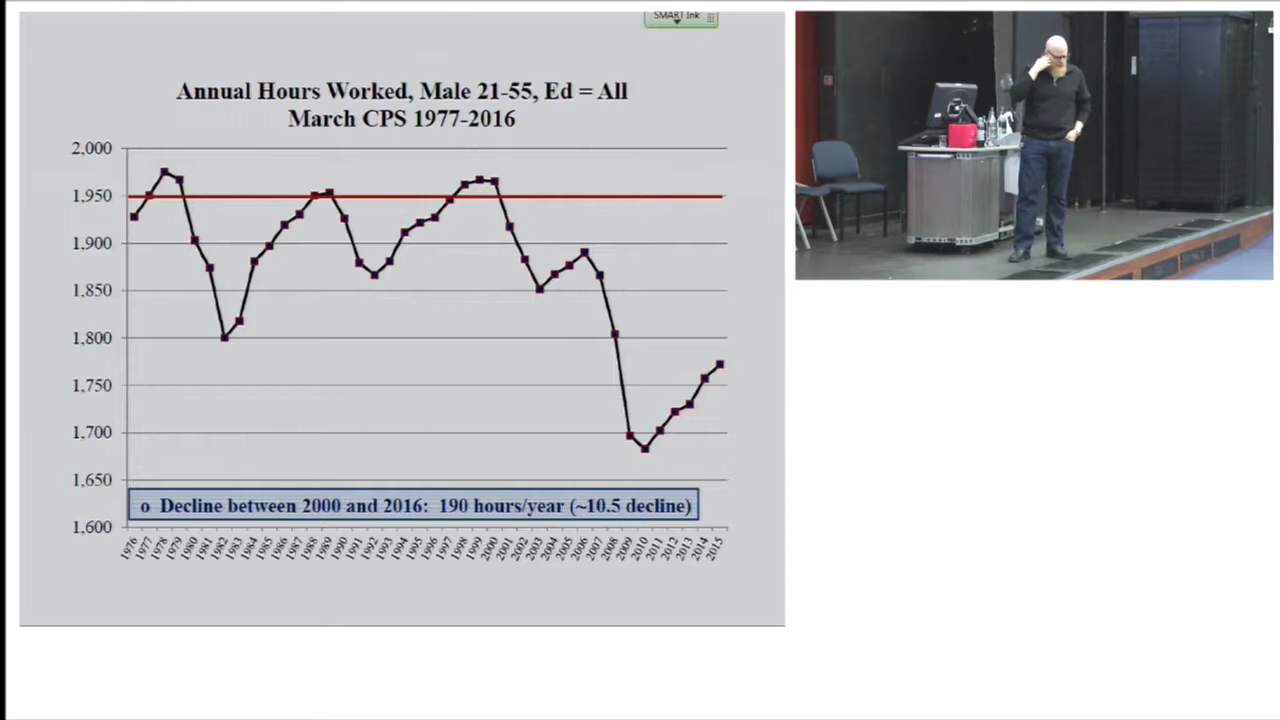 SMART Ink
Annual Hours Worked, Male 21-55, Ed = All
March CPS 1977-2016
2,000
1,950
1,900
1,850
1,800
1,750
1,700
1,650
1,600
o Decline between 2000 and 2016: 190 hours/year (~10.5 decline)
1976 1977 1978 1979 1980 1981 1982 1983 1984 1985 1986 1987 1988 1989 1990 1991 1992 1993 1994 1995 1996 1997 1998 1999 2000 2001 2002 2003 2004 2005 2006 2007 2008 2009 2010 2011 2012 2013 2014 2015